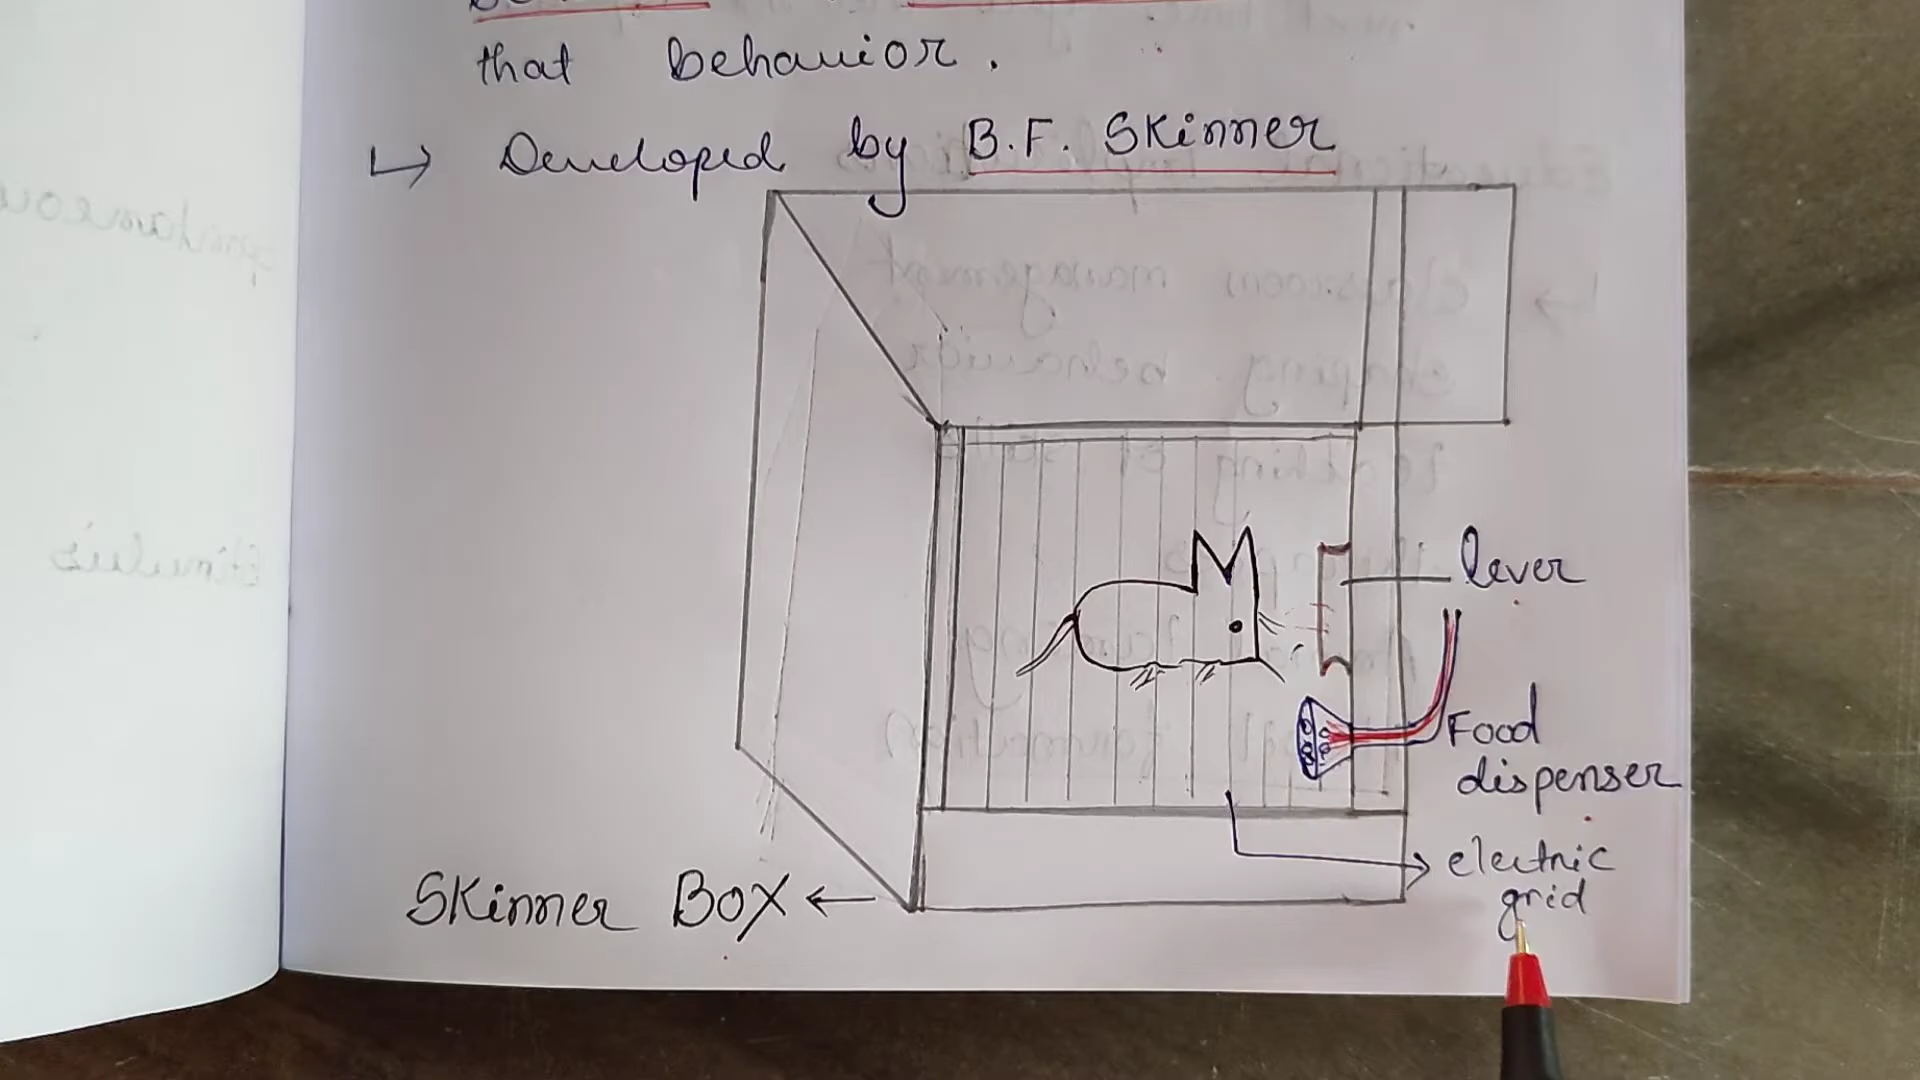 that behavior.
↳ Developed by B.F. Skinner
lever
Food
dispenser
electric
grid
Skinner Box ←